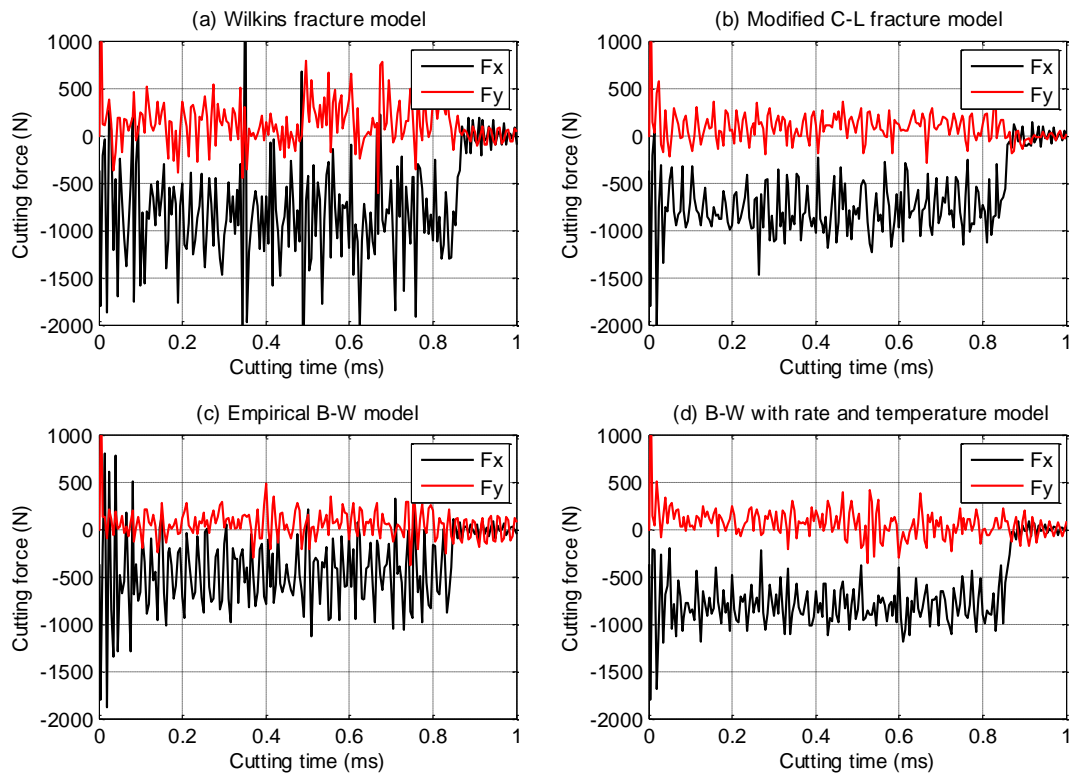 (a) Wilkins fracture model
1000
500
0
-500
-1000
-1500
-2000
Cutting force (N)
0 0.2 0.4 0.6 0.8 1
Cutting time (ms)
Fx
Fy
(b) Modified C-L fracture model
1000
500
0
-500
-1000
-1500
-2000
Cutting force (N)
0 0.2 0.4 0.6 0.8 1
Cutting time (ms)
Fx
Fy
(c) Empirical B-W model
1000
500
0
-500
-1000
-1500
-2000
Cutting force (N)
0 0.2 0.4 0.6 0.8 1
Cutting time (ms)
Fx
Fy
(d) B-W with rate and temperature model
1000
500
0
-500
-1000
-1500
-2000
Cutting force (N)
0 0.2 0.4 0.6 0.8 1
Cutting time (ms)
Fx
Fy